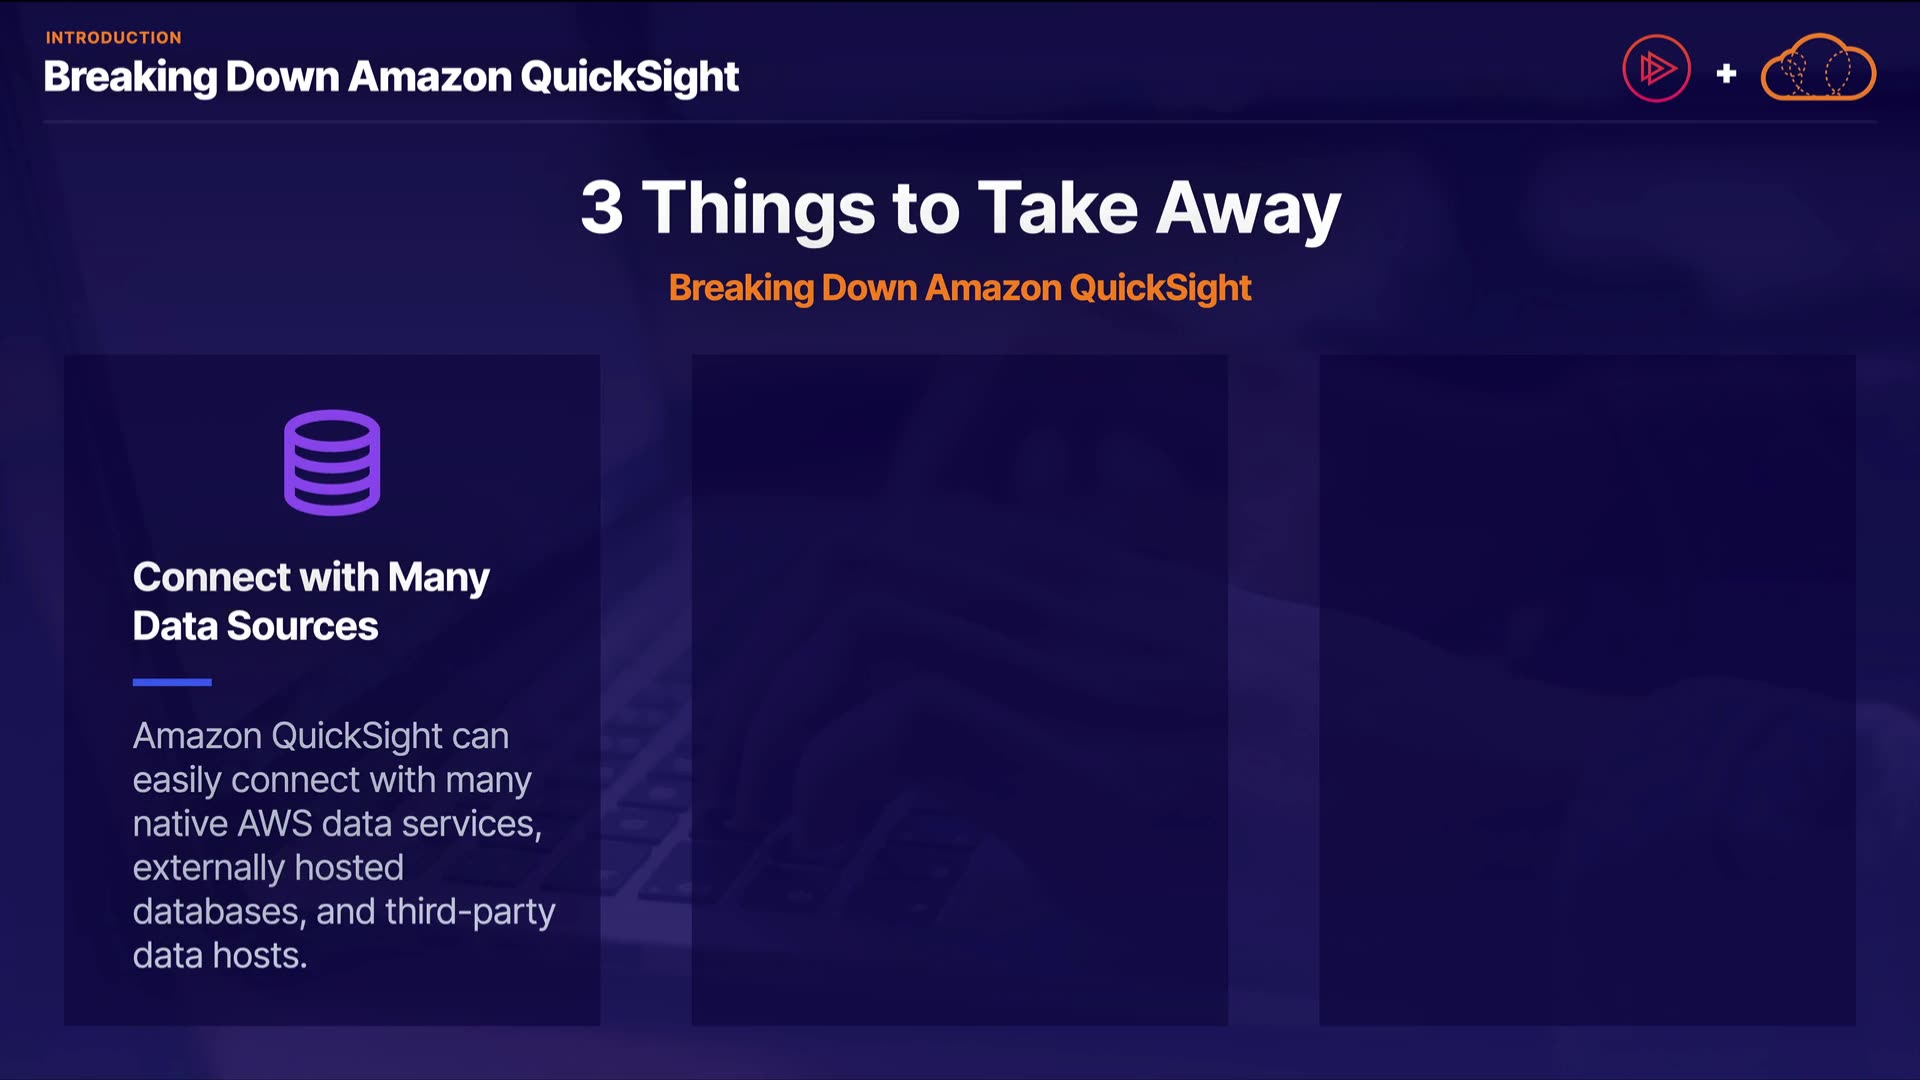 INTRODUCTION
Breaking Down Amazon QuickSight
+
3 Things to Take Away
Breaking Down Amazon QuickSight
Connect with Many
Data Sources
Amazon QuickSight can
easily connect with many
native AWS data services,
externally hosted
databases, and third-party
data hosts.